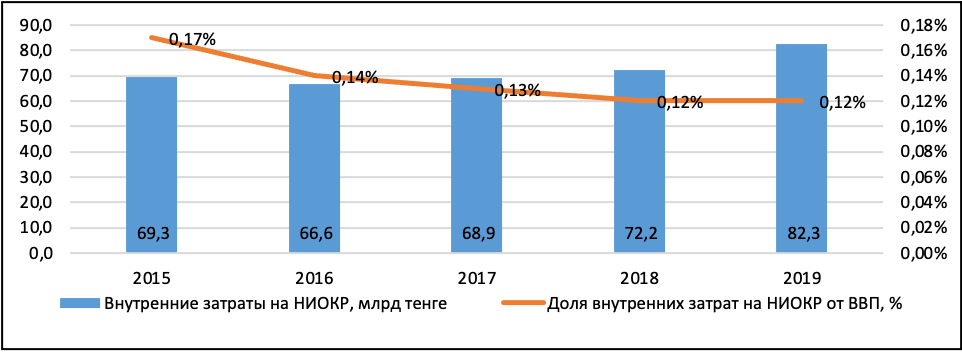 90,0 0,18%
80,0 0,17% 0,16%
70,0 0,14% 0,14%
60,0 0,13% 0,12% 0,12% 0,12%
50,0 0,10%
40,0 0,08%
30,0 0,06%
20,0 0,04%
10,0 69,3 66,6 68,9 72,2 82,3 0,02%
0,0 0,00%
2015 2016 2017 2018 2019
Внутренние затраты на НИОКР, млрд тенге Доля внутренних затрат на НИОКР от ВВП, %